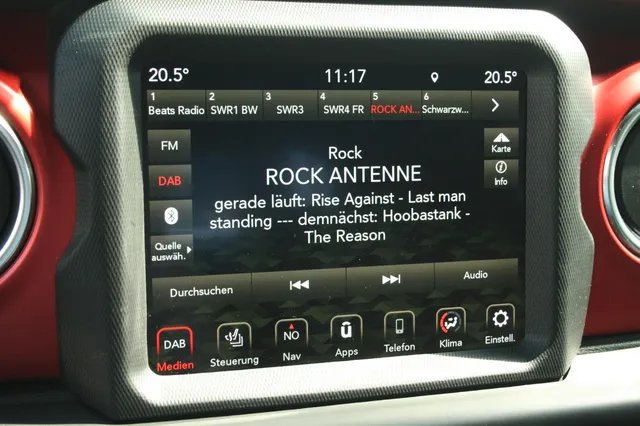 20.5° 11:17 20.5°
1 2 3 4 5 6
Beats Radio SWR1 BW SWR3 SWR4 FR ROCK AN... Schwarzw...
FM
DAB
Quelle
auswäh.
Rock
ROCK ANTENNE
gerade läuft: Rise Against - Last man
standing --- demnächst: Hoobastank -
The Reason
Karte
Info
Durchsuchen Audio
DAB NO
Medien Steuerung Nav Apps Telefon Klima Einstell.